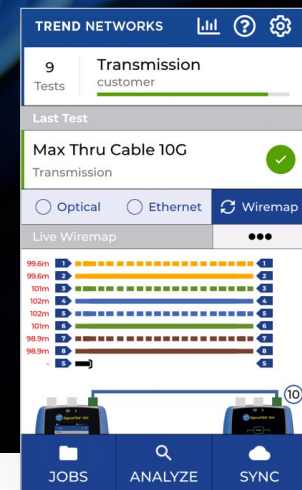 TREND NETWORKS
9
Tests
Transmission
customer
Last Test
Max Thru Cable 10G
Transmission
Optical
Ethernet
Wiremap
Live Wiremap
99.6m 1 1
99.6m 2 2
101m 3 3
102m 4 4
102m 5 5
101m 6 6
98.9m 7 7
98.9m 8 8
- S S
10
JOBS
ANALYZE
SYNC